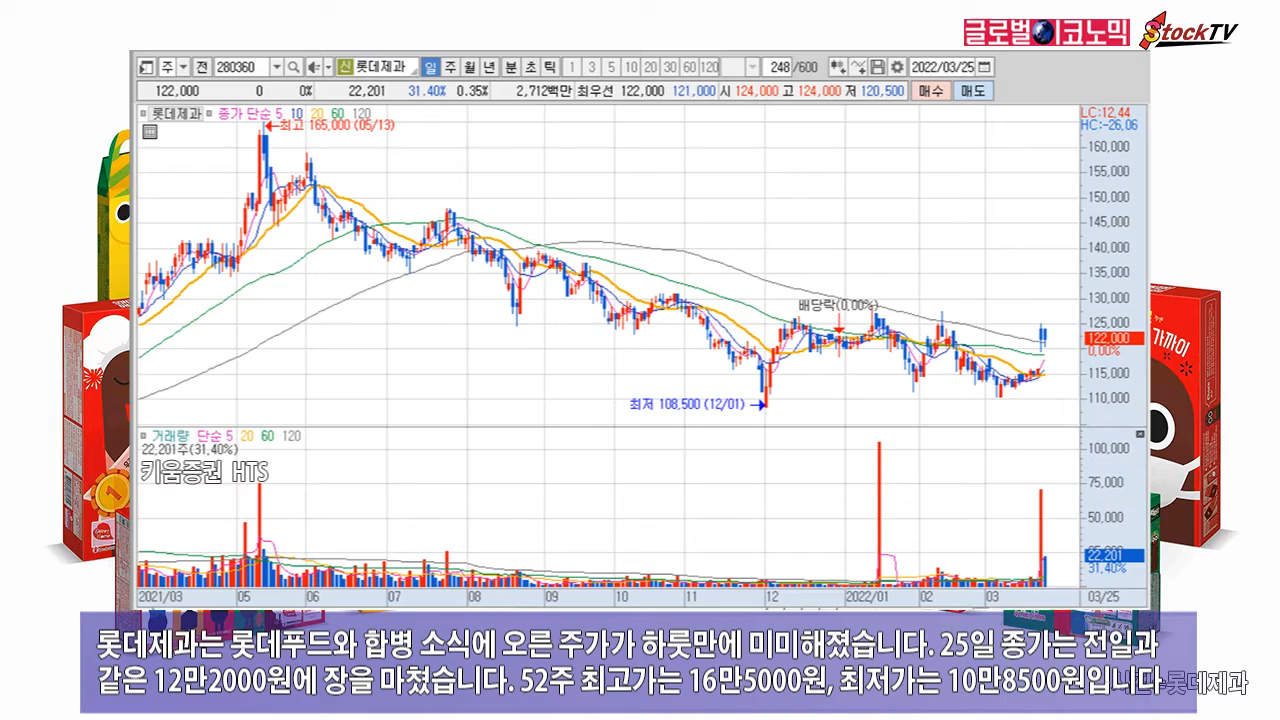 글로벌이코노믹 StockTV
주 전 280360 신 롯데제과 일 주 월 년 분 초 틱 1 3 5 10 20 30 60 120 248 /600 2022/03/25
122,000 0 0% 22,201 31.40% 0.35% 2,712백만 최우선 122,000 121,000 시 124,000 고 124,000 저 120,500 매수 매도
롯데제과 종가 단순 5 10 20 60 120
LC:12.44
최고 165,000 (05/13)
HC:-26.06
160,000
155,000
150,000
145,000
140,000
135,000
130,000
배당락(0.00%)
125,000
122,000
0.00%
115,000
최저 108,500 (12/01)
110,000
거래량 단순 5 20 60 120
22,201주(31.40%)
키움증권 HTS
100,000
75,000
50,000
22,201
31.40%
2021/03 05 06 07 08 09 10 11 12 2022/01 02 03 03/25
가까이
1
롯데제과는 롯데푸드와 합병 소식에 오른 주가가 하룻만에 미미해졌습니다. 25일 종가는 전일과
같은 12만2000원에 장을 마쳤습니다. 52주 최고가는 16만5000원, 최저가는 10만8500원입니다
롯데제과